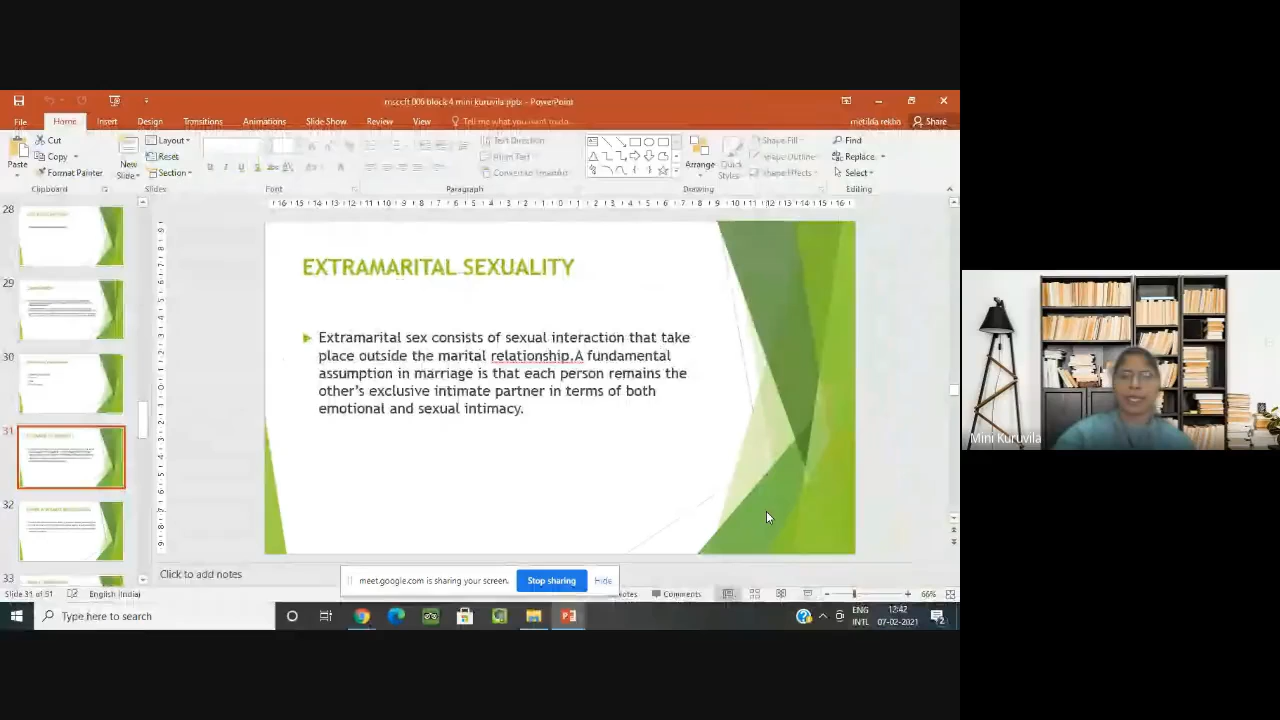 msccft 006 block 4 mini kuruvila pptx - PowerPoint
File Home Insert Design Transitions Animations Slide Show Review View Tell me what you want to do... metilda rekha Share
Cut
Copy
Format Painter
Paste
Clipboard
New
Slide
Layout
Reset
Section
Slides
Font
Text Direction
Align Text
Convert to SmartArt
Paragraph
Arrange
Quick
Styles
Shape Fill
Shape Outline
Shape Effects
Drawing
Find
Replace
Select
Editing
28
29
30
31
32
33
EXTRAMARITAL SEXUALITY
Extramarital sex consists of sexual interaction that take
place outside the marital relationship.A fundamental
assumption in marriage is that each person remains the
other's exclusive intimate partner in terms of both
emotional and sexual intimacy.
Click to add notes
meet.google.com is sharing your screen. Stop sharing Hide
Slide 31 of 51 English (India) Comments 66%
Type here to search
ENG
INTL
12:42
07-02-2021
Mini Kuruvila